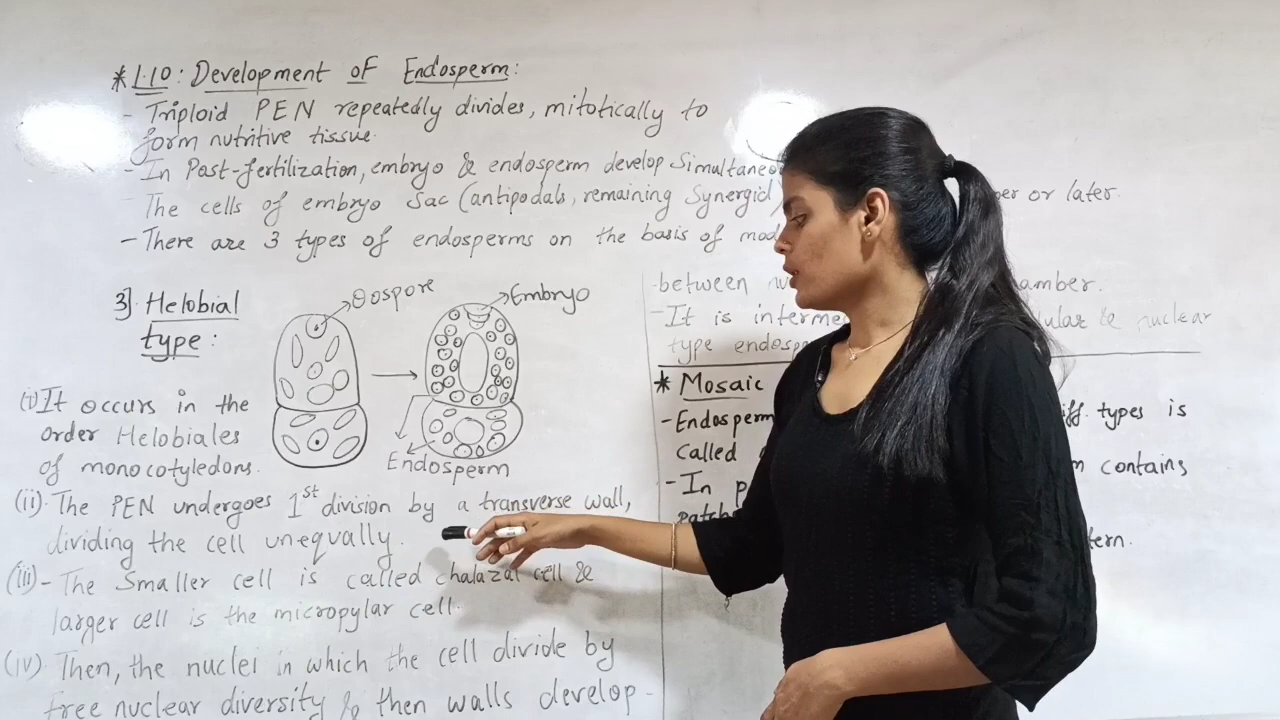 * 1.10: Development of Endosperm:
- Triploid PEN repeatedly divides, mitotically to
form nutritive tissue.
- In Post-fertilization, embryo & endosperm develop Simultaneo
- The cells of embryo Sac (antipodals, remaining Synergid) er or later.
- There are 3 types of endosperms on the basis of
3] Helobial
type:
Oospore
Embryo
Endosperm
(i) It occurs in the
order Helobiales
of monocotyledons.
(ii) The PEN undergoes 1st division by a transverse wall,
dividing the cell unequally.
(iii) - The Smaller cell is called chalazal cell &
larger cell is the micropylar cell.
(iv) Then, the nuclei in which the cell divide by
free nuclear diversity & then walls develop -
between amber.
- It is interme ular & nuclear
type endosp
* Mosaic
- Endosperm iff. types is
Called
- In p m contains
patch
tern.